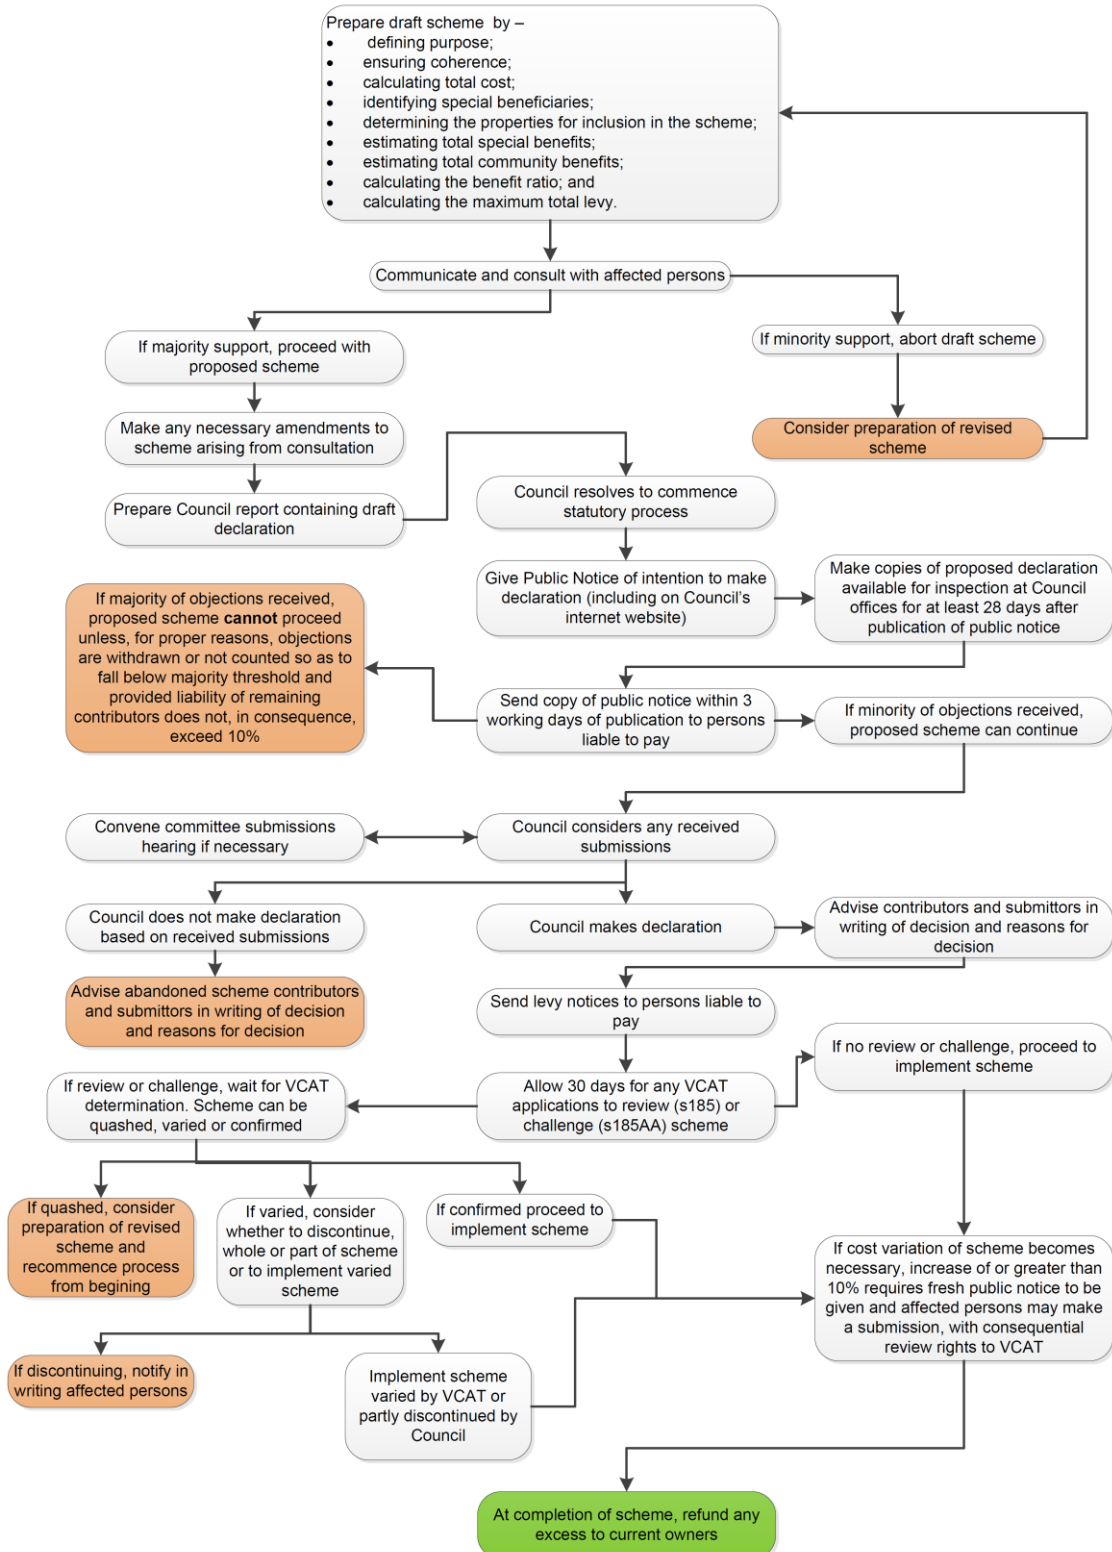 Prepare draft scheme by –
• defining purpose;
• ensuring coherence;
• calculating total cost;
• identifying special beneficiaries;
• determining the properties for inclusion in the scheme;
• estimating total special benefits;
• estimating total community benefits;
• calculating the benefit ratio; and
• calculating the maximum total levy.
Communicate and consult with affected persons
If majority support, proceed with
proposed scheme
If minority support, abort draft scheme
Make any necessary amendments to
scheme arising from consultation
Consider preparation of revised
scheme
Prepare Council report containing draft
declaration
Council resolves to commence
statutory process
Give Public Notice of intention to make
declaration (including on Council's
internet website)
Make copies of proposed declaration
available for inspection at Council
offices for at least 28 days after
publication of public notice
If majority of objections received,
proposed scheme cannot proceed
unless, for proper reasons, objections
are withdrawn or not counted so as to
fall below majority threshold and
provided liability of remaining
contributors does not, in consequence,
exceed 10%
Send copy of public notice within 3
working days of publication to persons
liable to pay
If minority of objections received,
proposed scheme can continue
Convene committee submissions
hearing if necessary
Council considers any received
submissions
Council does not make declaration
based on received submissions
Council makes declaration
Advise contributors and submittors in
writing of decision and reasons for
decision
Advise abandoned scheme contributors
and submittors in writing of decision
and reasons for decision
Send levy notices to persons liable to
pay
If no review or challenge, proceed to
implement scheme
If review or challenge, wait for VCAT
determination. Scheme can be
quashed, varied or confirmed
Allow 30 days for any VCAT
applications to review (s185) or
challenge (s185AA) scheme
If quashed, consider
preparation of revised
scheme and
recommence process
from begining
If varied, consider
whether to discontinue,
whole or part of scheme
or to implement varied
scheme
If confirmed proceed to
implement scheme
If cost variation of scheme becomes
necessary, increase of or greater than
10% requires fresh public notice to be
given and affected persons may make
a submission, with consequential
review rights to VCAT
If discontinuing, notify in
writing affected persons
Implement scheme
varied by VCAT or
partly discontinued by
Council
At completion of scheme, refund any
excess to current owners